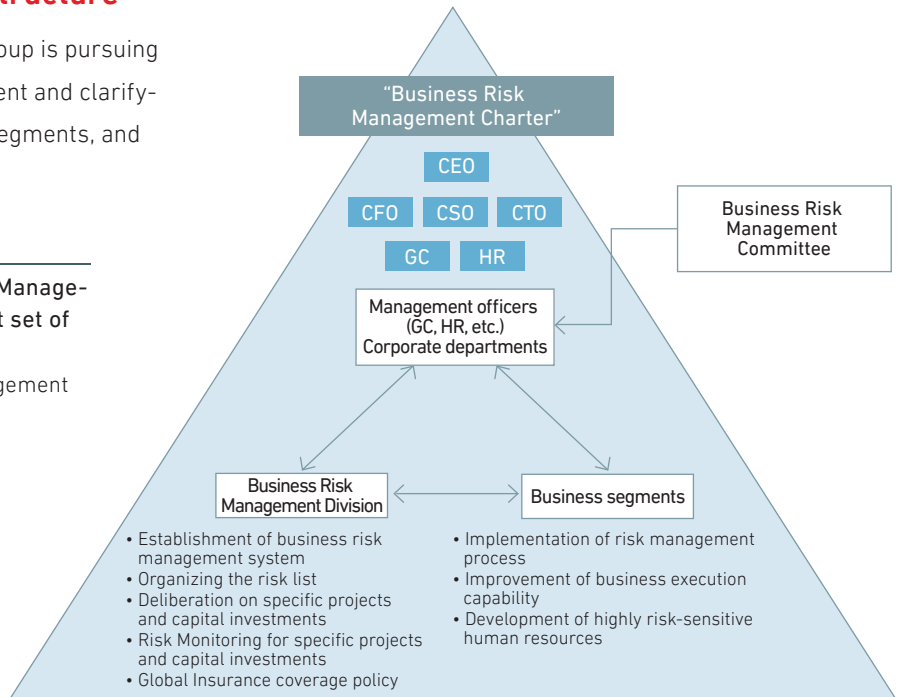 oup is pursuing
ent and clarify-
egments, and
Manage-
t set of
gement
"Business Risk
Management Charter"
CEO
CFO
CSO
CTO
GC
HR
Business Risk
Management
Committee
Management officers
(GC, HR, etc.)
Corporate departments
Business Risk
Management Division
Business segments
• Establishment of business risk
management system
• Organizing the risk list
• Deliberation on specific projects
and capital investments
• Risk Monitoring for specific projects
and capital investments
• Global Insurance coverage policy
• Implementation of risk management
process
• Improvement of business execution
capability
• Development of highly risk-sensitive
human resources